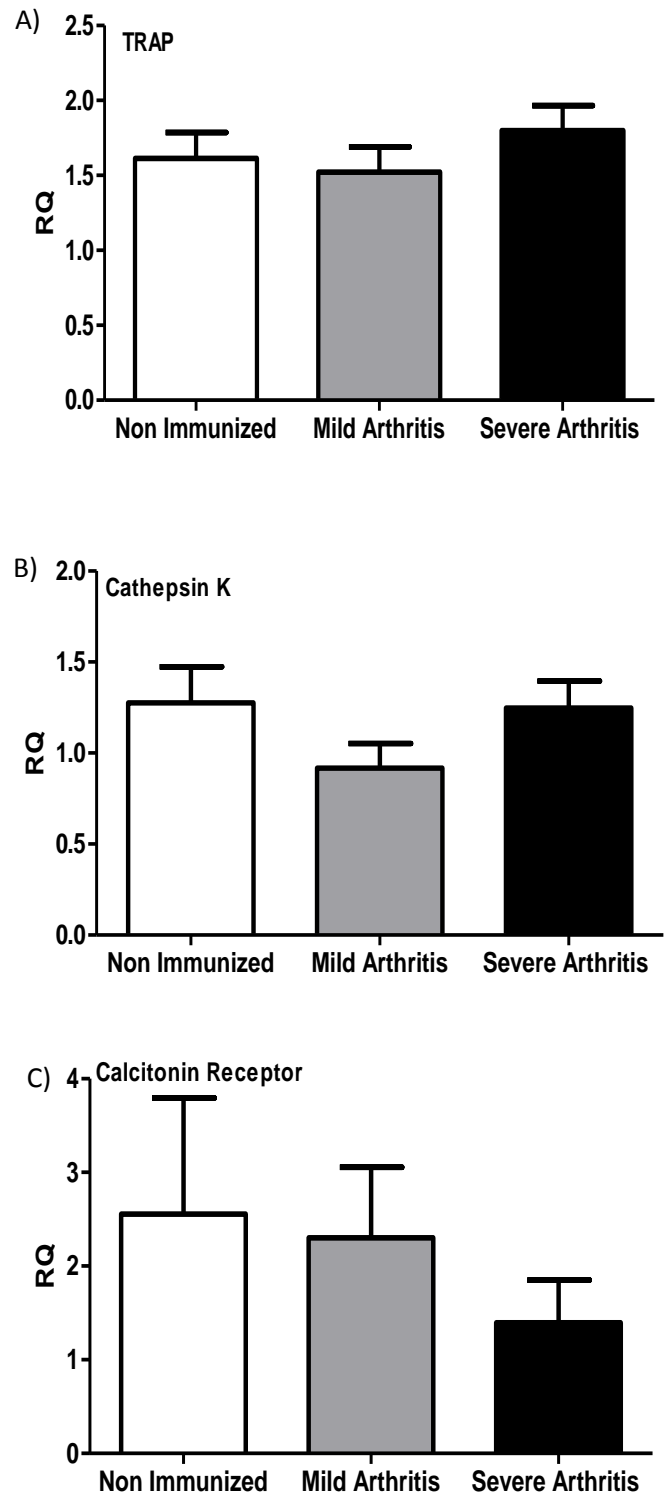 A)
TRAP
2.5
2.0
1.5
1.0
0.5
0.0
RQ
Non Immunized Mild Arthritis Severe Arthritis
B)
Cathepsin K
2.0
1.5
1.0
0.5
0.0
RQ
Non Immunized Mild Arthritis Severe Arthritis
C)
Calcitonin Receptor
4
3
2
1
0
RQ
Non Immunized Mild Arthritis Severe Arthritis